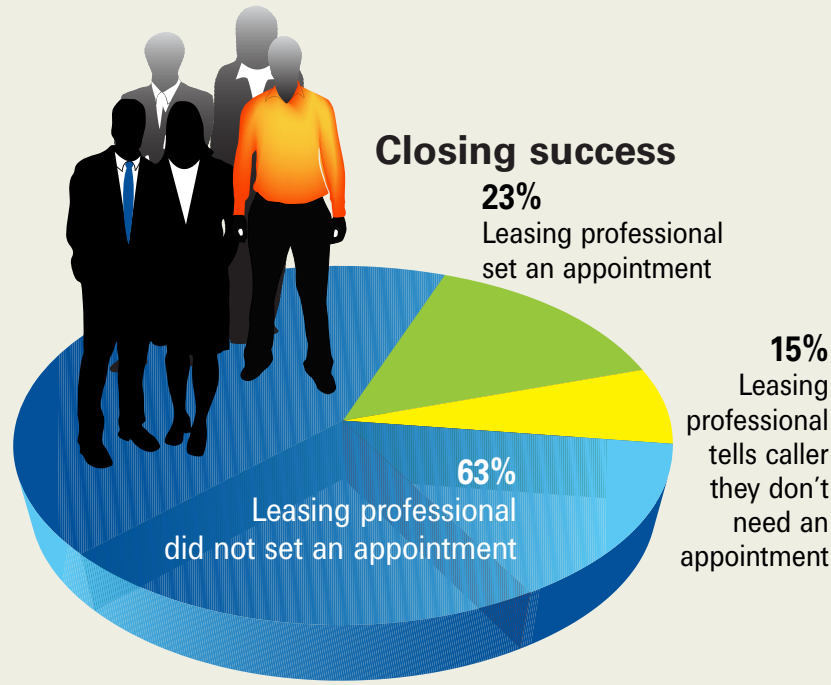 Closing success
23%
Leasing professional
set an appointment
15%
Leasing
professional
tells caller
they don’t
need an
appointment
63%
Leasing professional
did not set an appointment